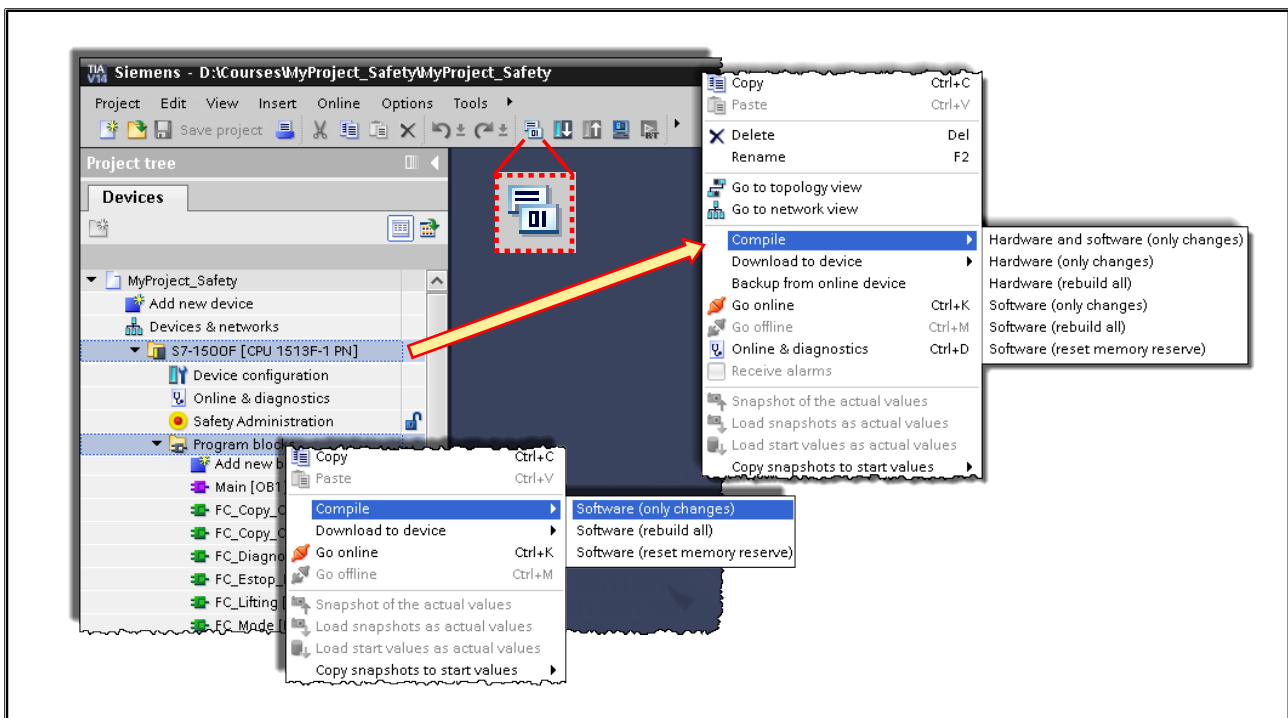 TIA V14 Siemens - D:\Courses\MyProject_Safety\MyProject_Safety
Project Edit View Insert Online Options Tools
Save project
RT
Project tree
Devices
MyProject_Safety
Add new device
Devices & networks
S7-1500F [CPU 1513F-1 PN]
Device configuration
Online & diagnostics
Safety Administration
Program block
Add new b
Main [OB1
FC_Copy_
FC_Copy_
FC_Diagno
FC_Estop_
FC_Lifting [
FC_Mode [
Copy Ctrl+C
Paste Ctrl+V
Compile
Download to device
Go online Ctrl+K
Go offline Ctrl+M
Snapshot of the actual values
Load snapshots as actual values
Load start values as actual values
Copy snapshots to start values
Software (only changes)
Software (rebuild all)
Software (reset memory reserve)
Copy Ctrl+C
Paste Ctrl+V
Delete Del
Rename F2
Go to topology view
Go to network view
Compile
Download to device
Backup from online device
Go online Ctrl+K
Go offline Ctrl+M
Online & diagnostics Ctrl+D
Receive alarms
Snapshot of the actual values
Load snapshots as actual values
Load start values as actual values
Copy snapshots to start values
Hardware and software (only changes)
Hardware (only changes)
Hardware (rebuild all)
Software (only changes)
Software (rebuild all)
Software (reset memory reserve)